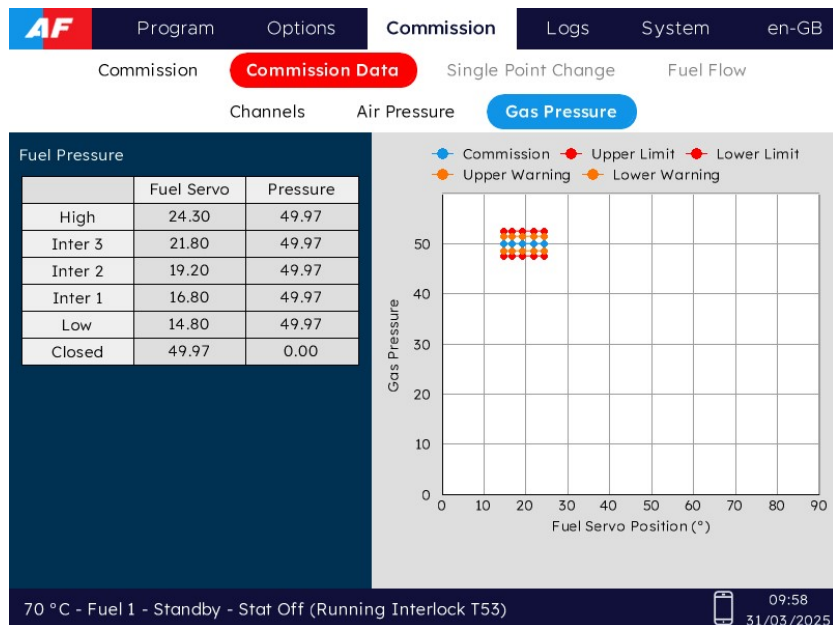 AF Program Options Commission Logs System en-GB
Commission Commission Data Single Point Change Fuel Flow
Channels Air Pressure Gas Pressure
Fuel Pressure
Fuel Servo Pressure
High 24.30 49.97
Inter 3 21.80 49.97
Inter 2 19.20 49.97
Inter 1 16.80 49.97
Low 14.80 49.97
Closed 49.97 0.00
Commission Upper Limit Lower Limit
Upper Warning Lower Warning
Gas Pressure
50
40
30
20
10
0
0 10 20 30 40 50 60 70 80 90
Fuel Servo Position (°)
70 °C - Fuel 1 - Standby - Stat Off (Running Interlock T53)
09:58
31/03/2025